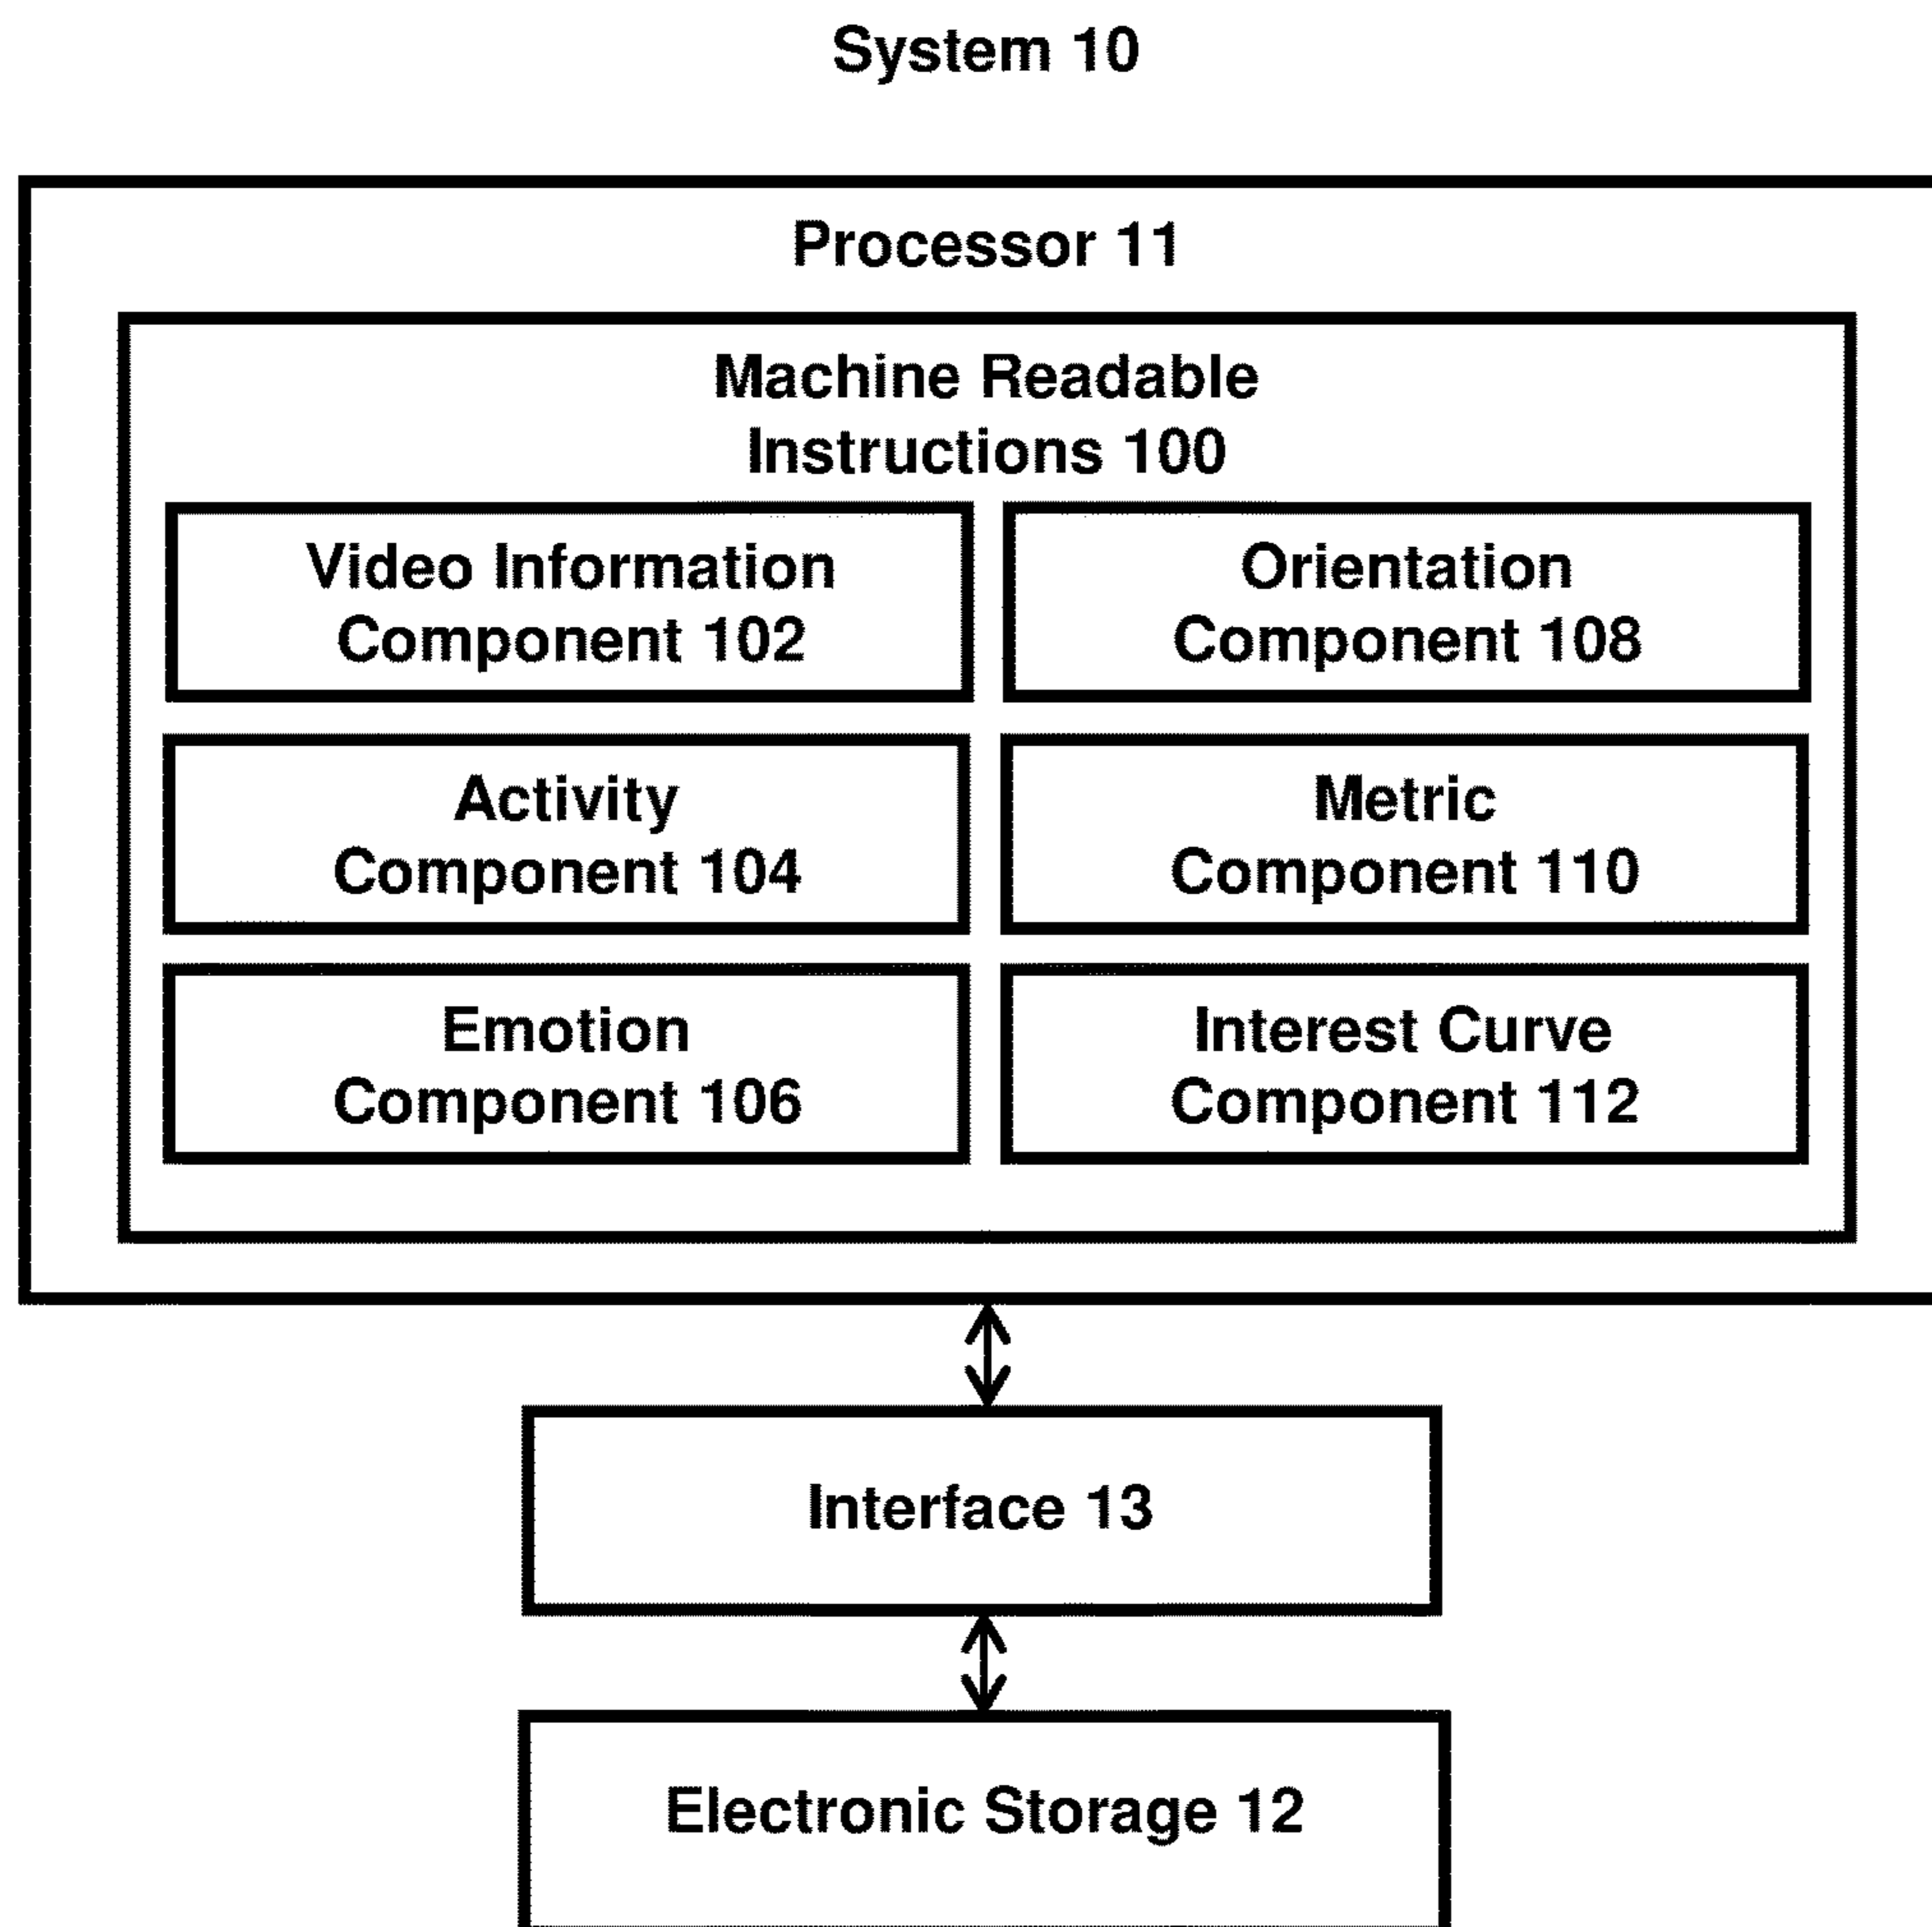 System 10
Processor 11
Machine Readable
Instructions 100
Video Information
Component 102
Orientation
Component 108
Activity
Component 104
Metric
Component 110
Emotion
Component 106
Interest Curve
Component 112
Interface 13
Electronic Storage 12